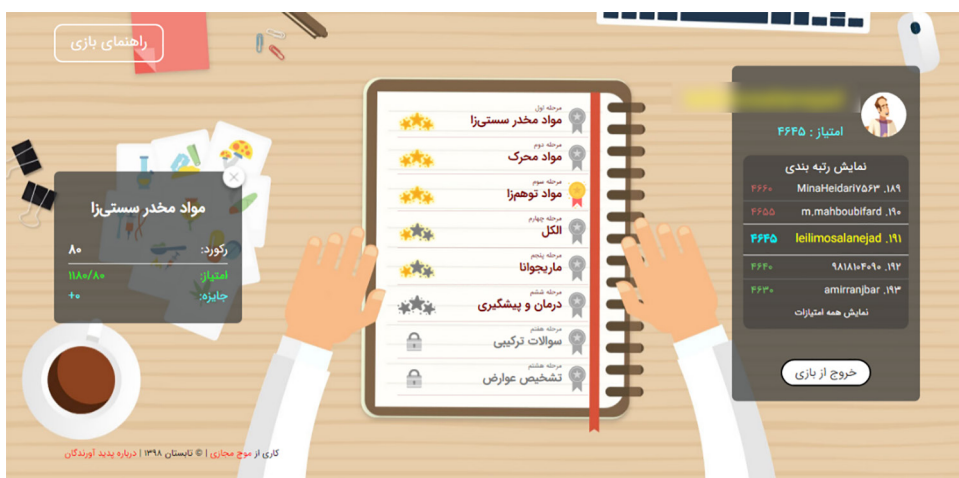 راهنمای بازی
امتیاز : ۴۶۴۵
نمایش رتبه بندی
۱۸۹. MinaHeidari۷۵۶۳ ۴۶۶۰
۱۹۰. m.mahboubifard ۴۶۵۵
۱۹۱. leilimosalanejad ۴۶۴۵
۱۹۲. ۹۸۱۸۱۰۴۰۹۰ ۴۶۴۰
۱۹۳. amirranjbar ۴۶۳۰
نمایش همه امتیازات
خروج از بازی
مرحله اول
مواد مخدر سستی‌زا
مرحله دوم
مواد محرک
مرحله سوم
مواد توهم‌زا
مرحله چهارم
الکل
مرحله پنجم
ماریجوانا
مرحله ششم
درمان و پیشگیری
مرحله هفتم
سوالات ترکیبی
مرحله هشتم
تشخیص عوارض
مواد مخدر سستی‌زا
رکورد: ۸۰
امتیاز: ۱۱۸۰/۸۰
جایزه: +۰
کاری از موج مجازی | © تابستان ۱۳۹۸ | درباره پدید آورندگان